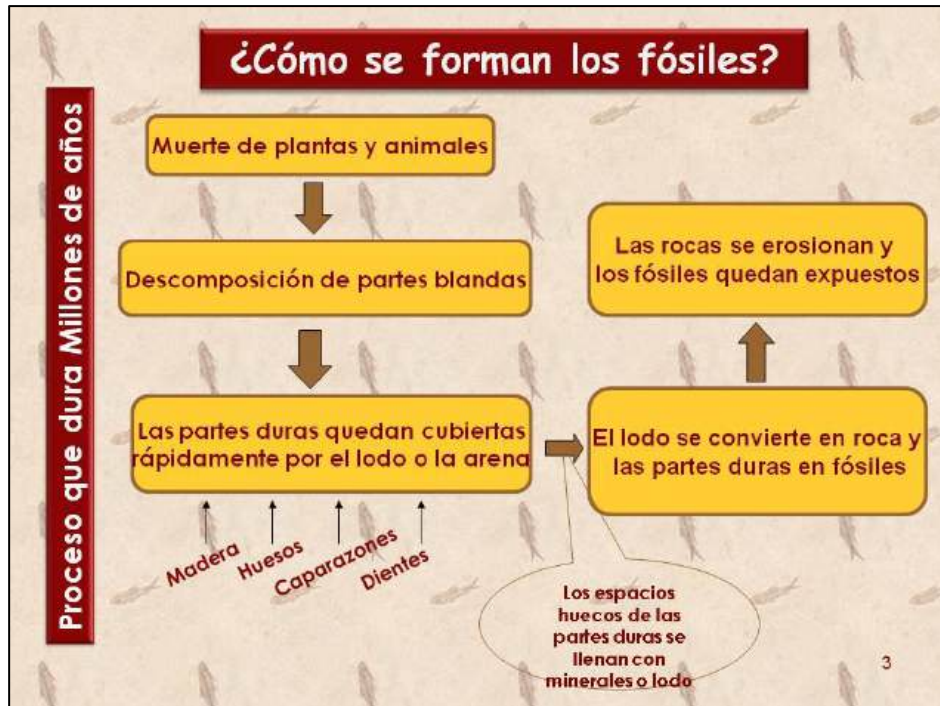 ¿Cómo se forman los fósiles?
Proceso que dura Millones de años
Muerte de plantas y animales
Descomposición de partes blandas
Las partes duras quedan cubiertas
rápidamente por el lodo o la arena
Madera
Huesos
Caparazones
Dientes
Los espacios
huecos de las
partes duras se
llenan con
minerales o lodo
El lodo se convierte en roca y
las partes duras en fósiles
Las rocas se erosionan y
los fósiles quedan expuestos
3